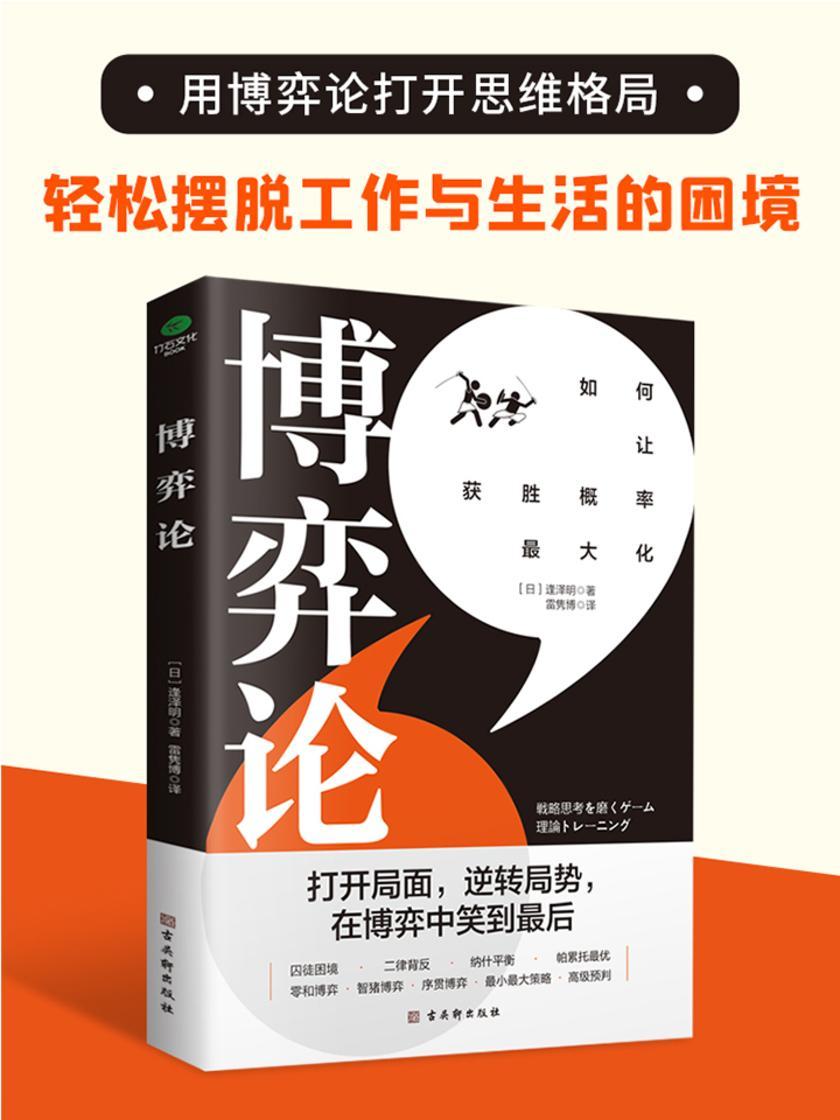 • 用博弈论打开思维格局 •
轻松摆脱工作与生活的困境
竹石文化
BOOK
博弈论
[日]逢泽明◎著 雷隽博◎译
古吴轩出版社
博弈论
如何
让
获胜概率
最大化
[日]逢泽明◎著
雷隽博◎译
戦略思考を磨くゲーム
理論トレーニング
打开局面，逆转局势，
在博弈中笑到最后
囚徒困境 · 二律背反 · 纳什平衡 · 帕累托最优
零和博弈 · 智猪博弈 · 序贯博弈 · 最小最大策略 · 高级预判
古吴轩出版社